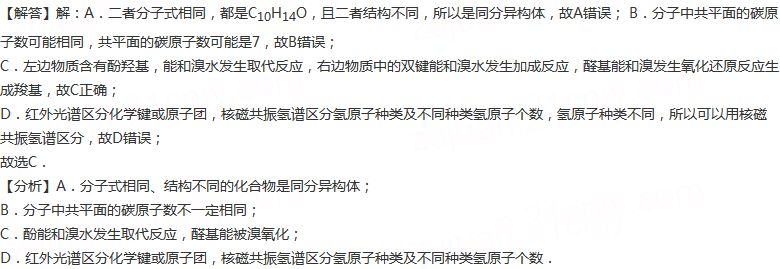 【解答】解：A．二者分子式相同，都是C10H14O，且二者结构不同，所以是同分异构体，故A错误； B．分子中共平面的碳原
子数可能相同，共平面的碳原子数可能是7，故B错误；
C．左边物质含有酚羟基，能和溴水发生取代反应，右边物质中的双键能和溴水发生加成反应，醛基能和溴发生氧化还原反应生
成羧基，故C正确；
D．红外光谱区分化学键或原子团，核磁共振氢谱区分氢原子种类及不同种类氢原子个数，氢原子种类不同，所以可以用核磁
共振氢谱区分，故D错误；
故选C．
【分析】A．分子式相同、结构不同的化合物是同分异构体；
B．分子中共平面的碳原子数不一定相同；
C．酚能和溴水发生取代反应，醛基能被溴氧化；
D．红外光谱区分化学键或原子团，核磁共振氢谱区分氢原子种类及不同种类氢原子个数．